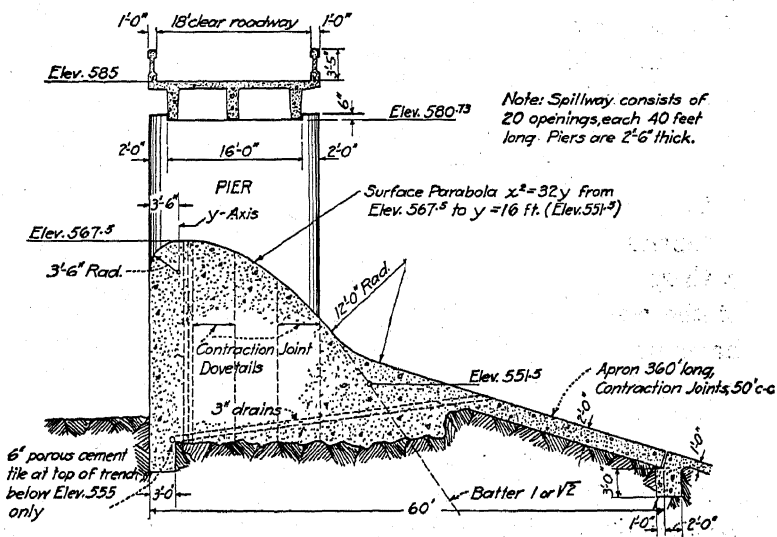 1'-0" 18' clear roadway 1'-0"
3'-5"
Elev. 585
6"
Elev. 580.73
Note: Spillway consists of
20 openings, each 40 feet
long. Piers are 2'-6" thick.
2'-0" 16'-0" 2'-0"
PIER
3'-6"
y-Axis
Surface Parabola x²=32y from
Elev. 567.5 to y=16 ft. (Elev. 551.5)
Elev. 567.5
3'-6" Rad.
12'-0" Rad.
Contraction Joint
Dovetails
Elev. 551.5
Apron 360' long,
Contraction Joints, 50' c-c
3" drains
2'-0"
1'-0"
6" porous cement
tile at top of trench
below Elev. 555
only
3'-0"
Batter 1 or √2
60'
3'-0"
1'-0" 2'-0"